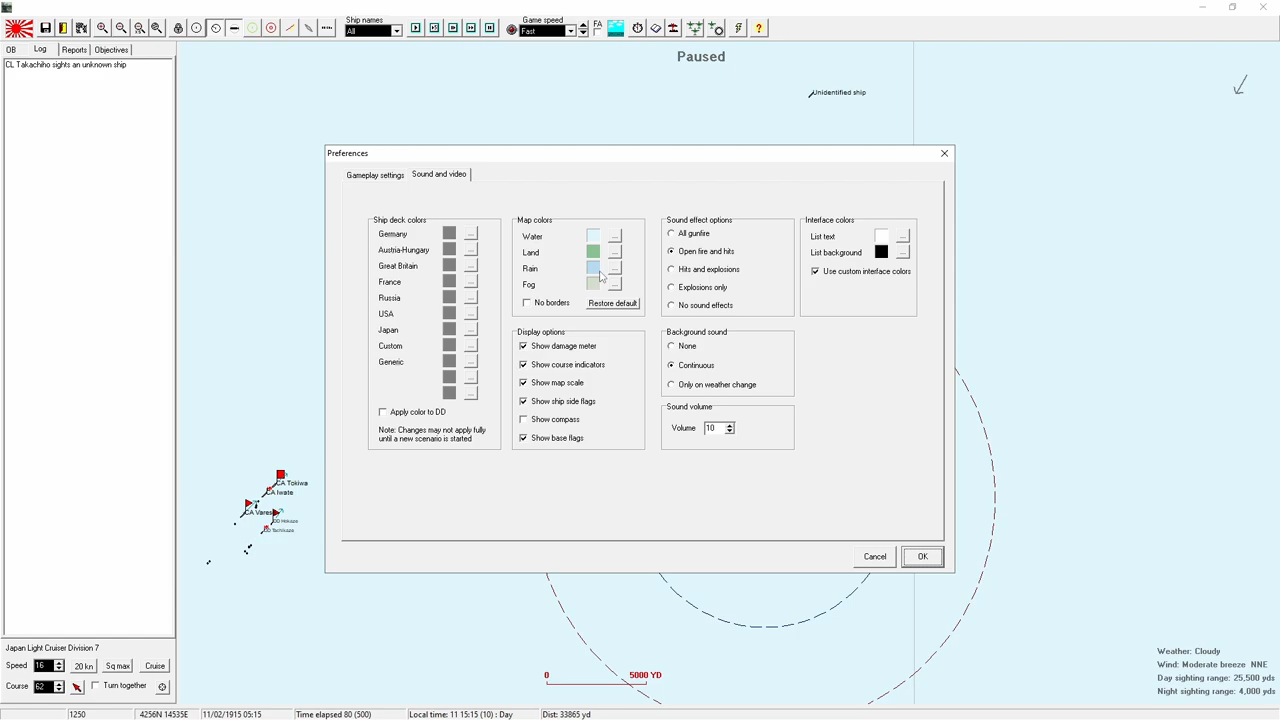 Ship names
All
Game speed
Fast
FA
OB
Log
Reports
Objectives
CL Takachiho sights an unknown ship
Paused
Unidentified ship
Preferences
Gameplay settings
Sound and video
Ship deck colors
Germany
Austria-Hungary
Great Britain
France
Russia
USA
Japan
Custom
Generic
Apply color to DD
Note: Changes may not apply fully
until a new scenario is started
Map colors
Water
Land
Rain
Fog
No borders
Restore default
Display options
Show damage meter
Show course indicators
Show map scale
Show ship side flags
Show compass
Show base flags
Sound effect options
All gunfire
Open fire and hits
Hits and explosions
Explosions only
No sound effects
Background sound
None
Continuous
Only on weather change
Sound volume
Volume 10
Interface colors
List text
List background
Use custom interface colors
Cancel
OK
CA Tokiwa
CA Iwate
CA Varese
DD Hokaze
DD Tachikaze
Japan Light Cruiser Division 7
Speed 16 20 kn Sq max Cruise
Course 62 Turn together
0 5000 YD
Weather: Cloudy
Wind: Moderate breeze NNE
Day sighting range: 25,500 yds
Night sighting range: 4,000 yds
1250
4256N 14535E
11/02/1915 05:15
Time elapsed 80 (500)
Local time: 11 15:15 (10) : Day
Dist: 33865 yd